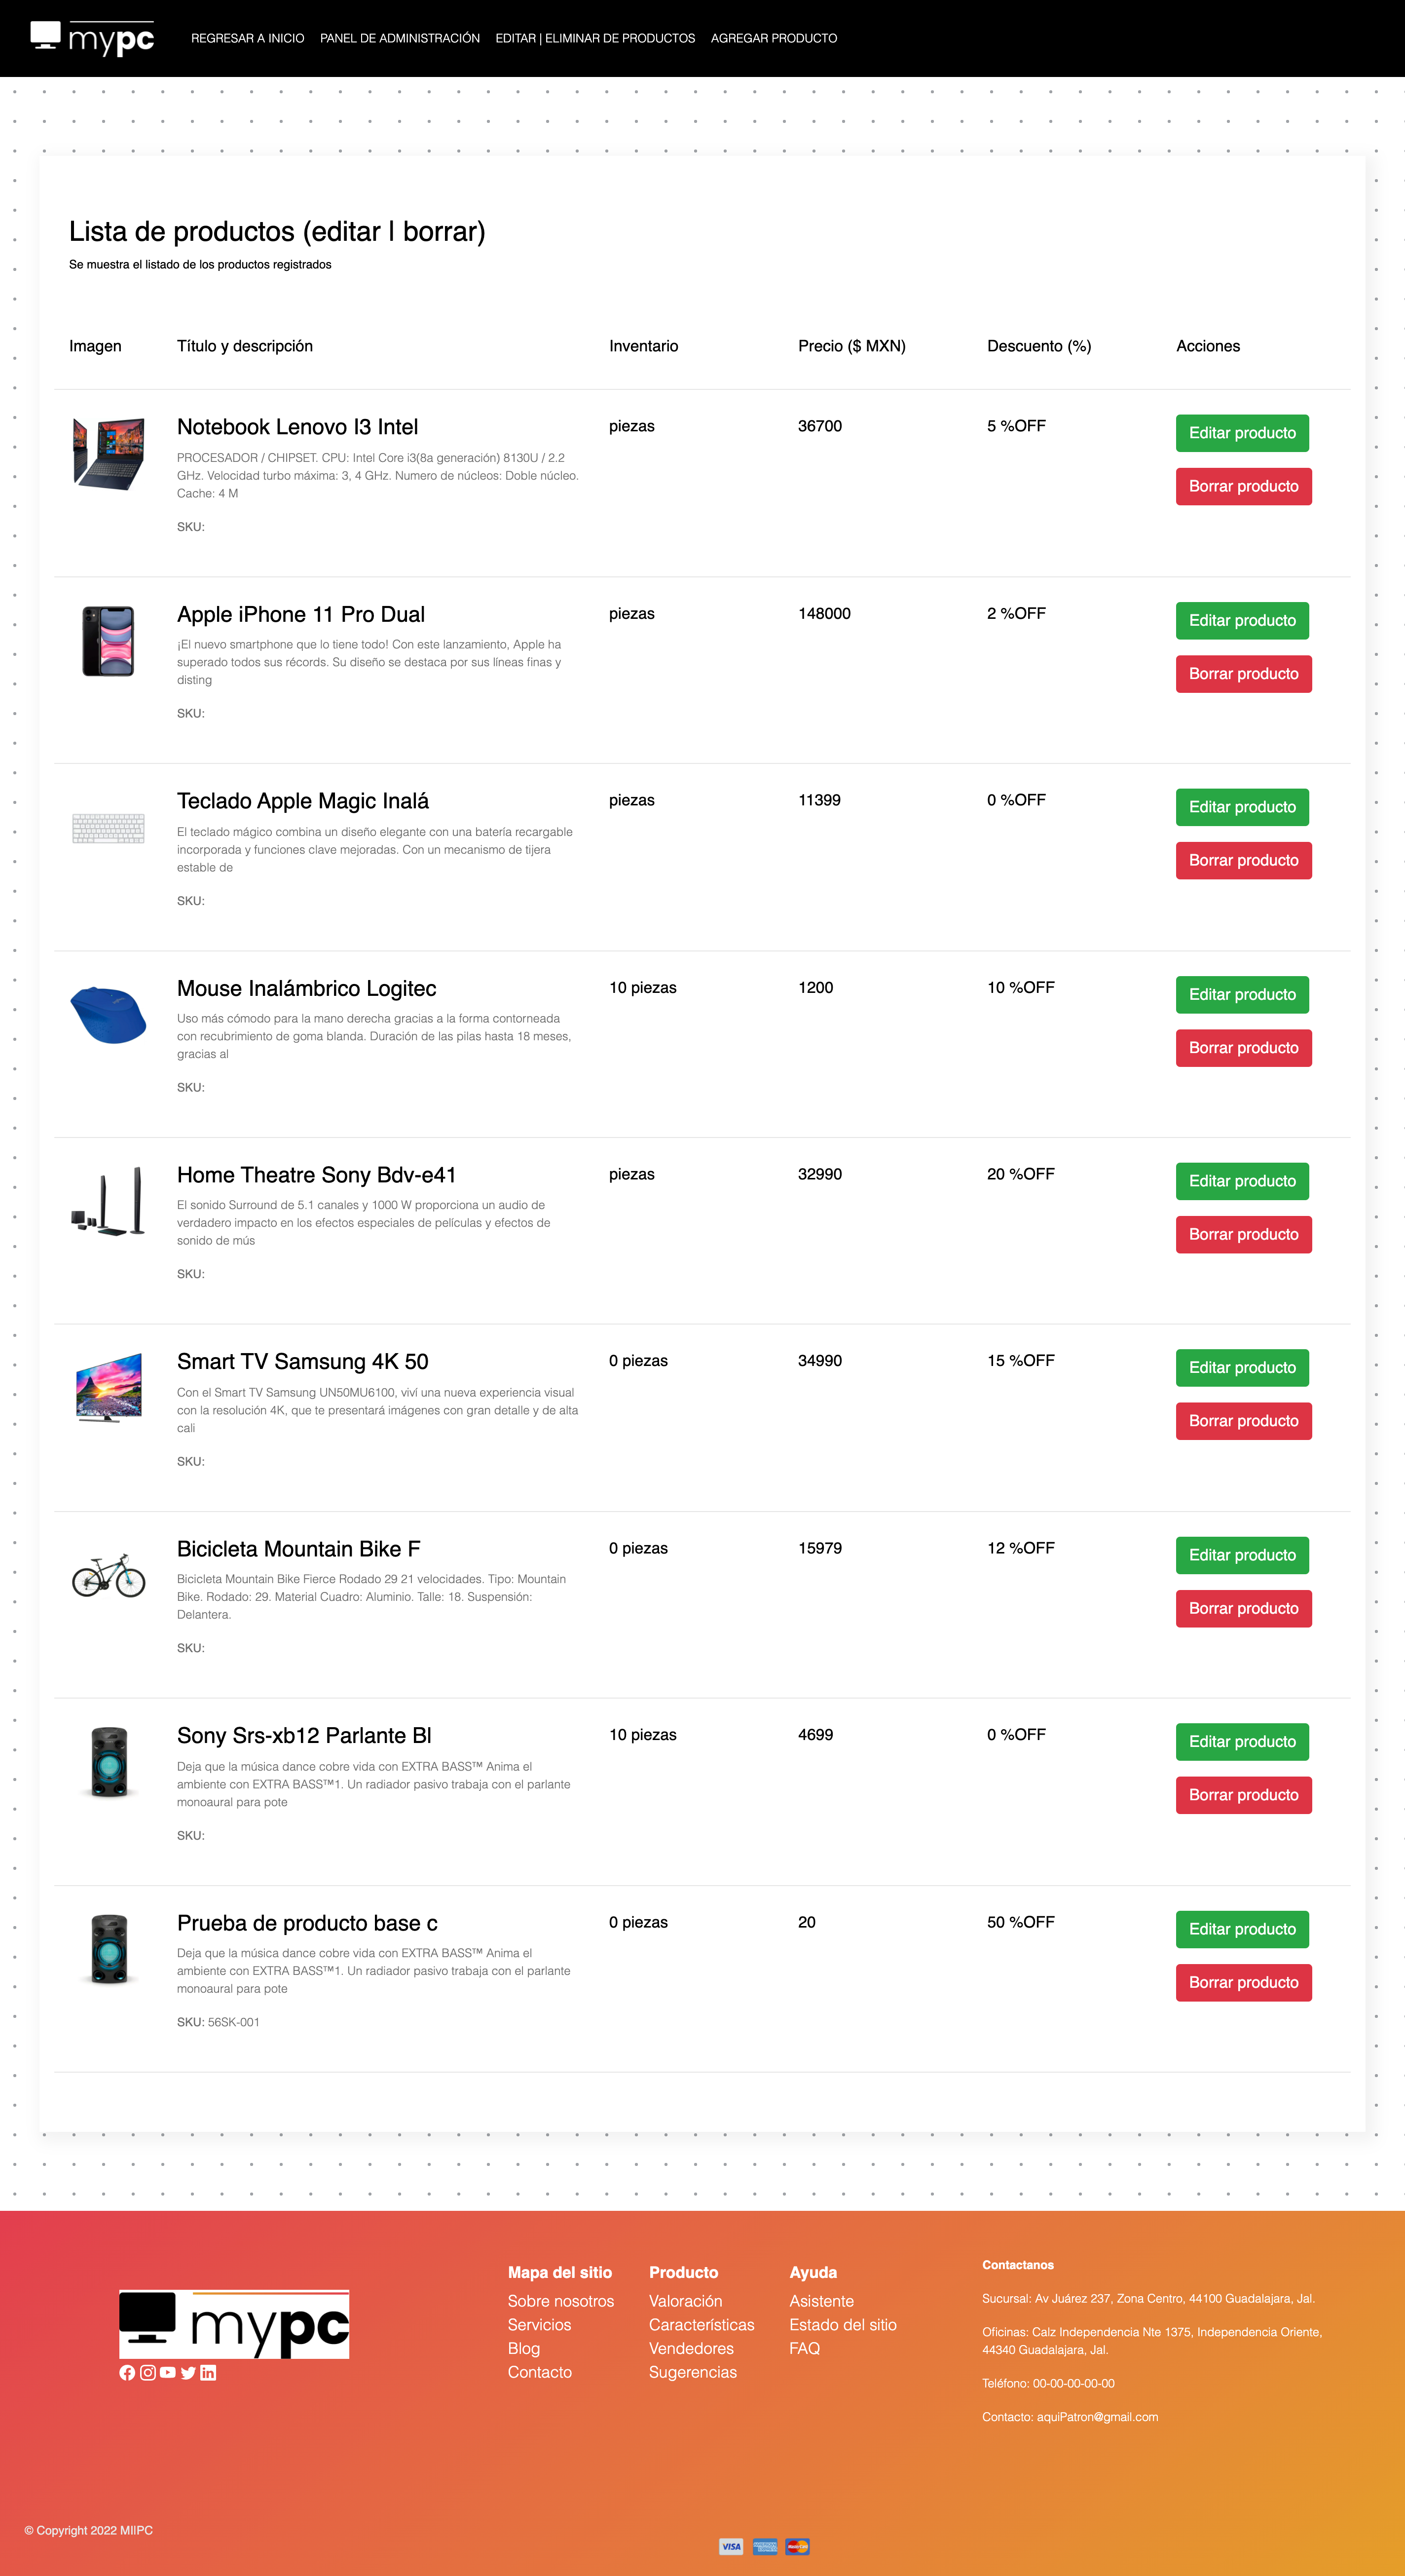 mypc
REGRESAR A INICIO PANEL DE ADMINISTRACIÓN EDITAR | ELIMINAR DE PRODUCTOS AGREGAR PRODUCTO
Lista de productos (editar | borrar)
Se muestra el listado de los productos registrados
Imagen Título y descripción Inventario Precio ($ MXN) Descuento (%) Acciones
Notebook Lenovo I3 Intel piezas 36700 5 %OFF Editar producto
PROCESADOR / CHIPSET. CPU: Intel Core i3(8a generación) 8130U / 2.2
GHz. Velocidad turbo máxima: 3, 4 GHz. Numero de núcleos: Doble núcleo.
Cache: 4 M
Borrar producto
SKU:
Apple iPhone 11 Pro Dual piezas 148000 2 %OFF Editar producto
¡El nuevo smartphone que lo tiene todo! Con este lanzamiento, Apple ha
superado todos sus récords. Su diseño se destaca por sus líneas finas y
disting
Borrar producto
SKU:
Teclado Apple Magic Inalá piezas 11399 0 %OFF Editar producto
El teclado mágico combina un diseño elegante con una batería recargable
incorporada y funciones clave mejoradas. Con un mecanismo de tijera
estable de
Borrar producto
SKU:
Mouse Inalámbrico Logitec 10 piezas 1200 10 %OFF Editar producto
Uso más cómodo para la mano derecha gracias a la forma contorneada
con recubrimiento de goma blanda. Duración de las pilas hasta 18 meses,
gracias al
Borrar producto
SKU:
Home Theatre Sony Bdv-e41 piezas 32990 20 %OFF Editar producto
El sonido Surround de 5.1 canales y 1000 W proporciona un audio de
verdadero impacto en los efectos especiales de películas y efectos de
sonido de mús
Borrar producto
SKU:
Smart TV Samsung 4K 50 0 piezas 34990 15 %OFF Editar producto
Con el Smart TV Samsung UN50MU6100, viví una nueva experiencia visual
con la resolución 4K, que te presentará imágenes con gran detalle y de alta
cali
Borrar producto
SKU:
Bicicleta Mountain Bike F 0 piezas 15979 12 %OFF Editar producto
Bicicleta Mountain Bike Fierce Rodado 29 21 velocidades. Tipo: Mountain
Bike. Rodado: 29. Material Cuadro: Aluminio. Talle: 18. Suspensión:
Delantera.
Borrar producto
SKU:
Sony Srs-xb12 Parlante Bl 10 piezas 4699 0 %OFF Editar producto
Deja que la música dance cobre vida con EXTRA BASS™ Anima el
ambiente con EXTRA BASS™1. Un radiador pasivo trabaja con el parlante
monoaural para pote
Borrar producto
SKU:
Prueba de producto base c 0 piezas 20 50 %OFF Editar producto
Deja que la música dance cobre vida con EXTRA BASS™ Anima el
ambiente con EXTRA BASS™1. Un radiador pasivo trabaja con el parlante
monoaural para pote
Borrar producto
SKU: 56SK-001
mypc
Mapa del sitio
Sobre nosotros
Servicios
Blog
Contacto
Producto
Valoración
Características
Vendedores
Sugerencias
Ayuda
Asistente
Estado del sitio
FAQ
Contactanos
Sucursal: Av Juárez 237, Zona Centro, 44100 Guadalajara, Jal.
Oficinas: Calz Independencia Nte 1375, Independencia Oriente,
44340 Guadalajara, Jal.
Teléfono: 00-00-00-00-00
Contacto: aquiPatron@gmail.com
© Copyright 2022 MIIPC
VISA